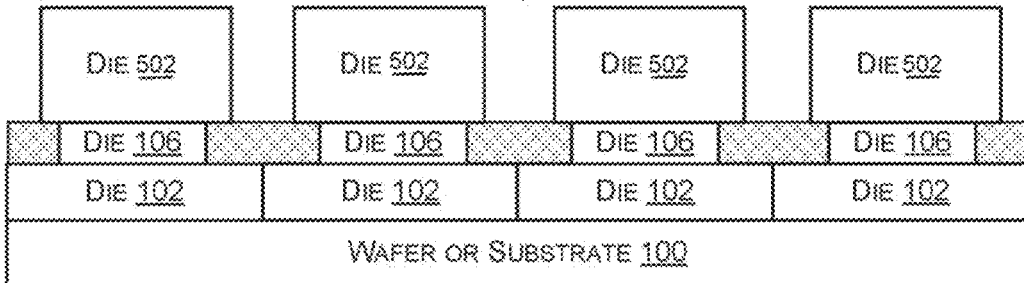 DIE 502 DIE 502 DIE 502 DIE 502
DIE 106 DIE 106 DIE 106 DIE 106
DIE 102 DIE 102 DIE 102 DIE 102
WAFER OR SUBSTRATE 100